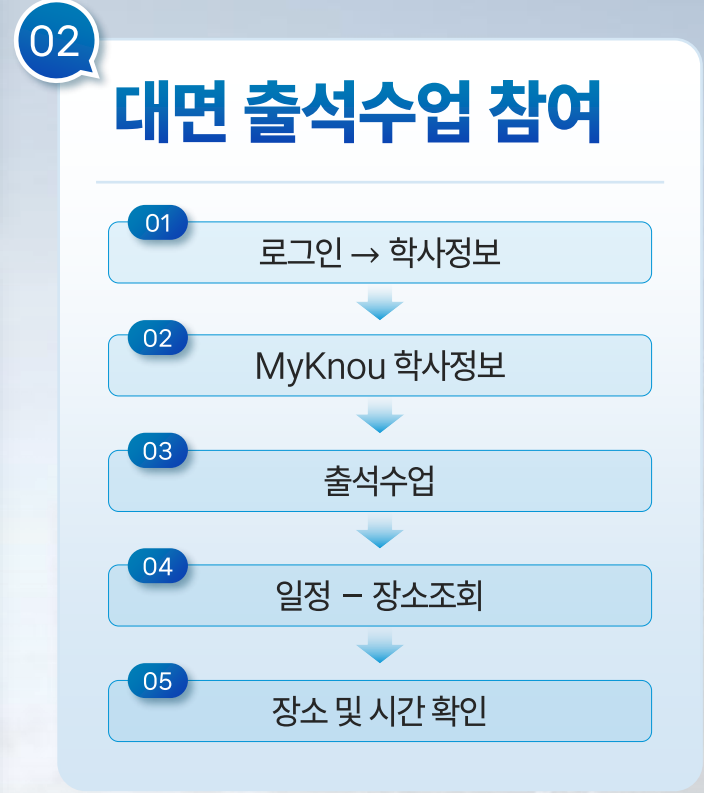 02
대면 출석수업 참여
01
로그인 → 학사정보
02
MyKnou 학사정보
03
출석수업
04
일정 – 장소조회
05
장소 및 시간 확인